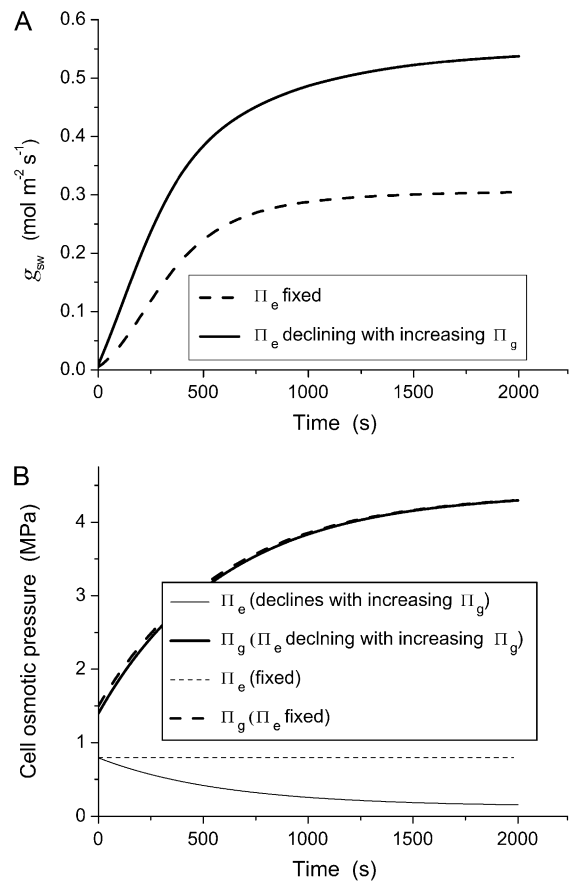 A
0.6
0.5
0.4
0.3
0.2
0.1
0.0
g_sw (mol m⁻² s⁻¹)
Π_e fixed
Π_e declining with increasing Π_g
0 500 1000 1500 2000
Time (s)
B
4
3
2
1
0
Cell osmotic pressure (MPa)
Π_e (declines with increasing Π_g)
Π_g (Π_e declning with increasing Π_g)
Π_e (fixed)
Π_g (Π_e fixed)
0 500 1000 1500 2000
Time (s)